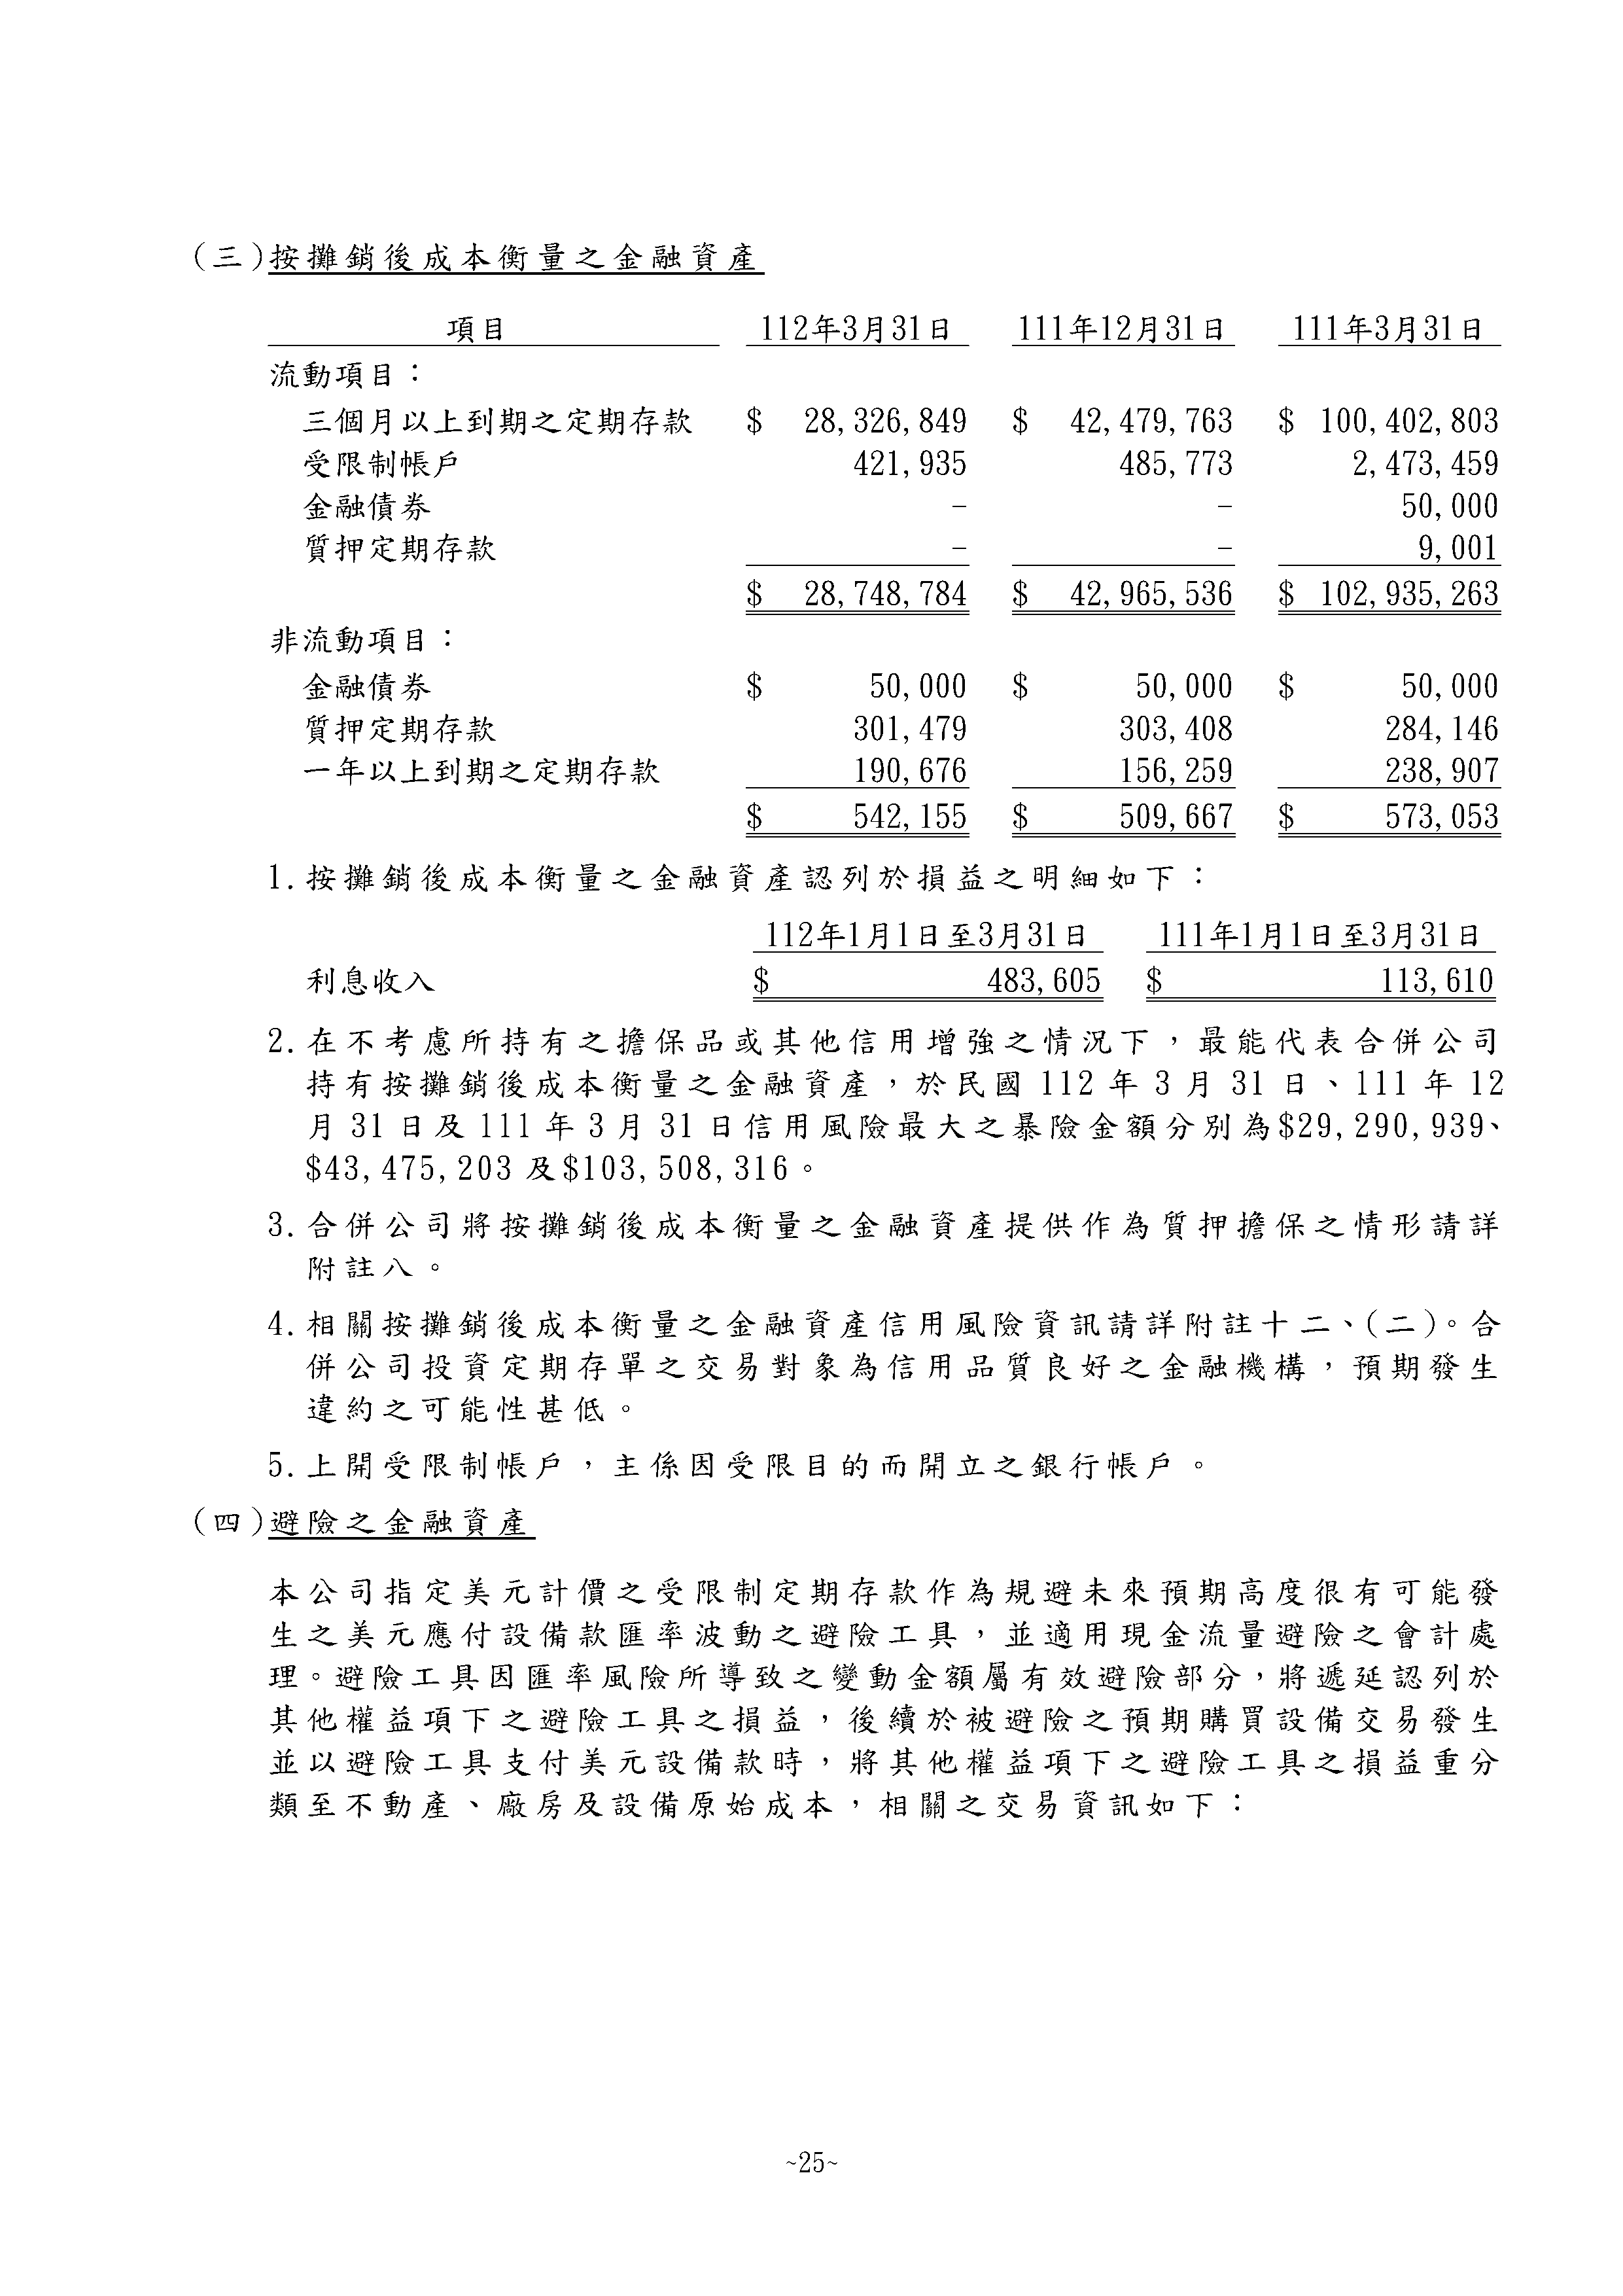 (三)按攤銷後成本衡量之金融資產
項目 112年3月31日 111年12月31日 111年3月31日
流動項目：
三個月以上到期之定期存款 $ 28,326,849 $ 42,479,763 $ 100,402,803
受限制帳戶 421,935 485,773 2,473,459
金融債券 － － 50,000
質押定期存款 － － 9,001
$ 28,748,784 $ 42,965,536 $ 102,935,263
非流動項目：
金融債券 $ 50,000 $ 50,000 $ 50,000
質押定期存款 301,479 303,408 284,146
一年以上到期之定期存款 190,676 156,259 238,907
$ 542,155 $ 509,667 $ 573,053
1.按攤銷後成本衡量之金融資產認列於損益之明細如下：
112年1月1日至3月31日 111年1月1日至3月31日
利息收入 $ 483,605 $ 113,610
2.在不考慮所持有之擔保品或其他信用增強之情況下，最能代表合併公司
持有按攤銷後成本衡量之金融資產，於民國 112 年 3 月 31 日、111 年 12
月 31 日及 111 年 3 月 31 日信用風險最大之暴險金額分別為$29,290,939、
$43,475,203 及$103,508,316。
3.合併公司將按攤銷後成本衡量之金融資產提供作為質押擔保之情形請詳
附註八。
4.相關按攤銷後成本衡量之金融資產信用風險資訊請詳附註十二、(二)。合
併公司投資定期存單之交易對象為信用品質良好之金融機構，預期發生
違約之可能性甚低。
5.上開受限制帳戶，主係因受限目的而開立之銀行帳戶。
(四)避險之金融資產
本公司指定美元計價之受限制定期存款作為規避未來預期高度很有可能發
生之美元應付設備款匯率波動之避險工具，並適用現金流量避險之會計處
理。避險工具因匯率風險所導致之變動金額屬有效避險部分，將遞延認列於
其他權益項下之避險工具之損益，後續於被避險之預期購買設備交易發生
並以避險工具支付美元設備款時，將其他權益項下之避險工具之損益重分
類至不動產、廠房及設備原始成本，相關之交易資訊如下：
~25~